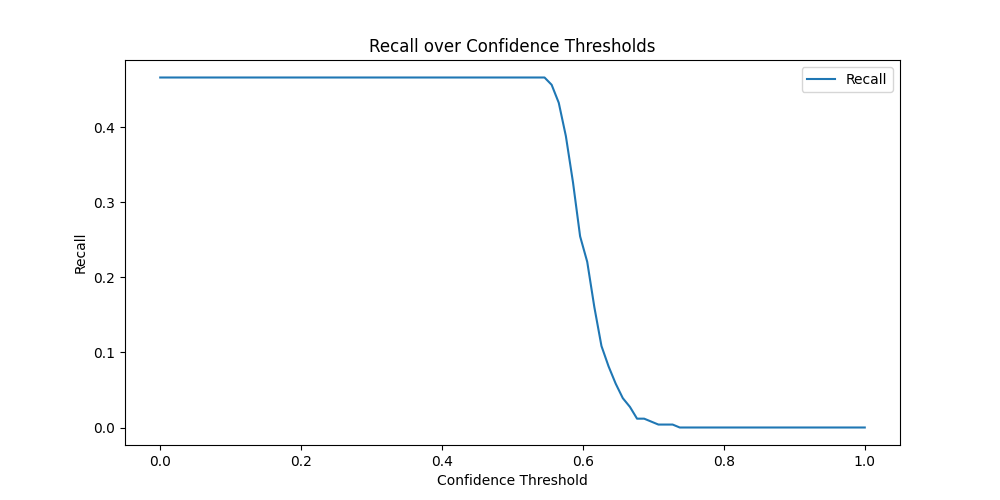 Recall over Confidence Thresholds
Recall
0.4
0.3
0.2
0.1
0.0
Recall
0.0 0.2 0.4 0.6 0.8 1.0
Confidence Threshold